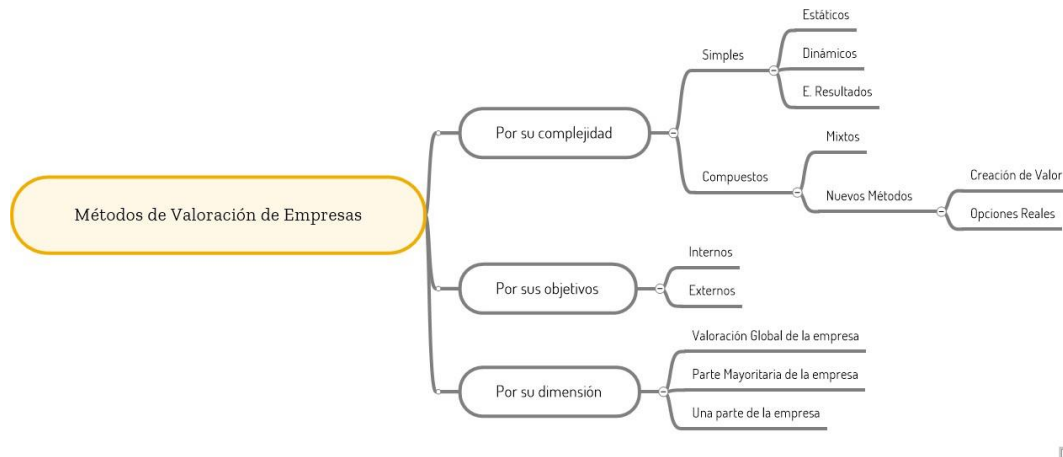 Métodos de Valoración de Empresas
Por su complejidad
Simples
Estáticos
Dinámicos
E. Resultados
Compuestos
Mixtos
Nuevos Métodos
Creación de Valor
Opciones Reales
Por sus objetivos
Internos
Externos
Por su dimensión
Valoración Global de la empresa
Parte Mayoritaria de la empresa
Una parte de la empresa